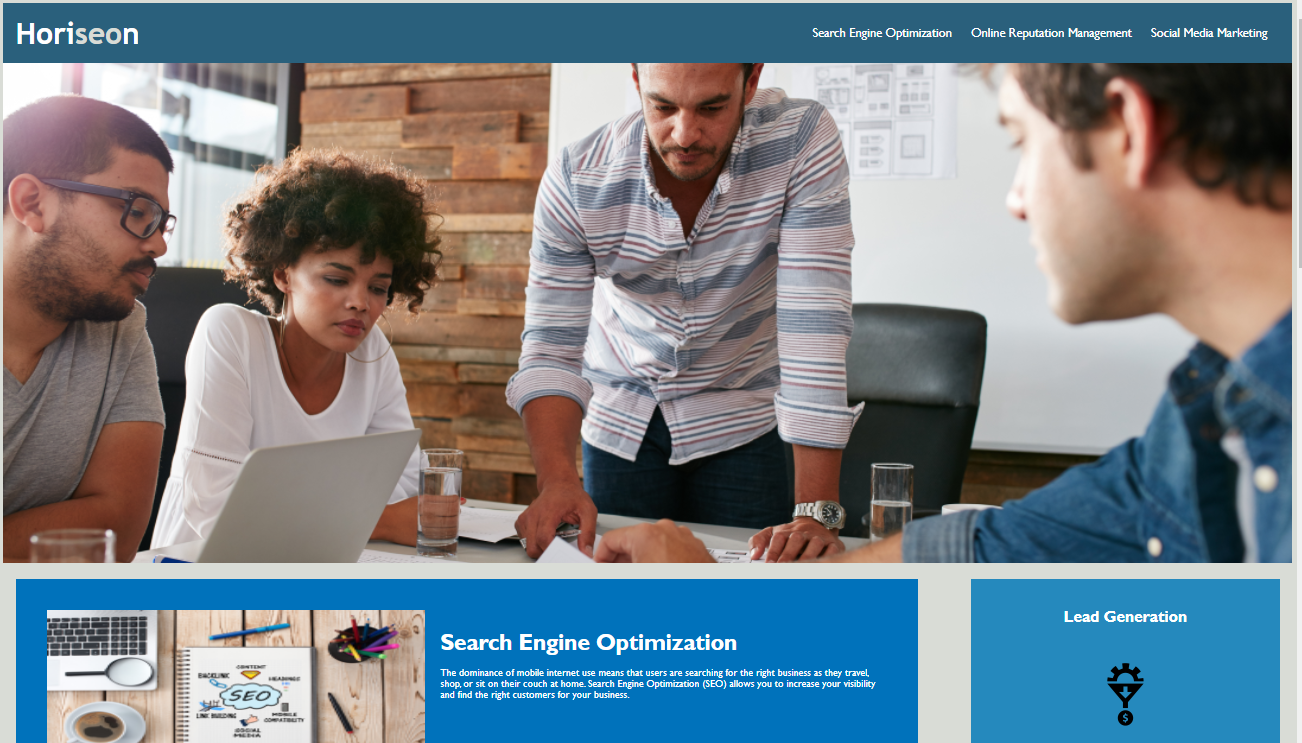 Horiseon
Search Engine Optimization
Online Reputation Management
Social Media Marketing
Lead Generation
Search Engine Optimization
The dominance of mobile internet use means that users are searching for the right business as they travel,
shop, or sit on their couch at home. Search Engine Optimization (SEO) allows you to increase your visibility
and find the right customers for your business.
CONTENT
BACKLINK
HEADINGS
SEO
LINK BUILDING
MOBILE
COMPATIBILITY
SOCIAL
MEDIA
$